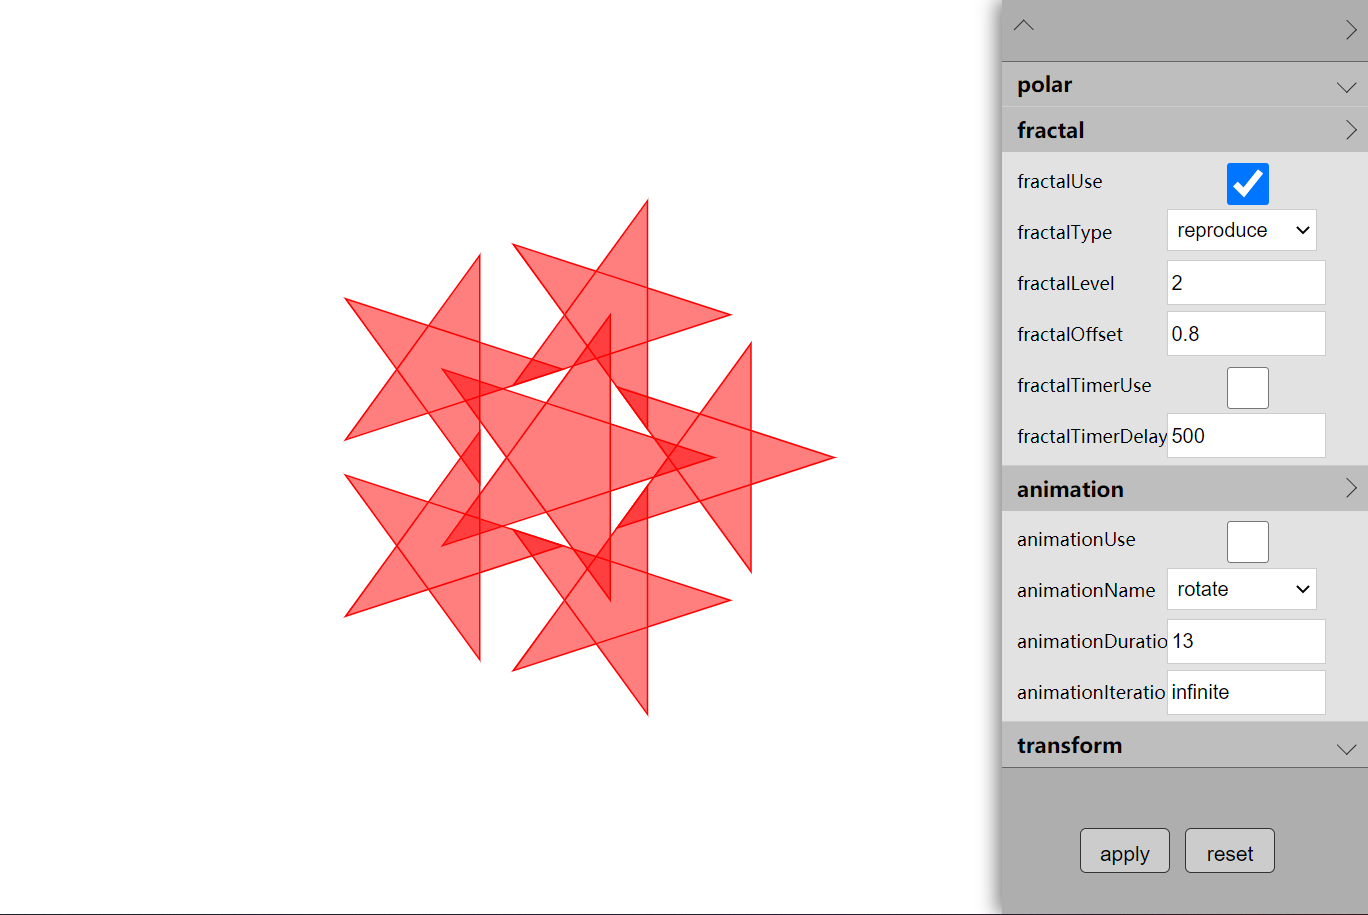 polar
fractal
fractalUse
fractalType reproduce
fractalLevel 2
fractalOffset 0.8
fractalTimerUse
fractalTimerDelay 500
animation
animationUse
animationName rotate
animationDuratio 13
animationIteratio infinite
transform
apply reset